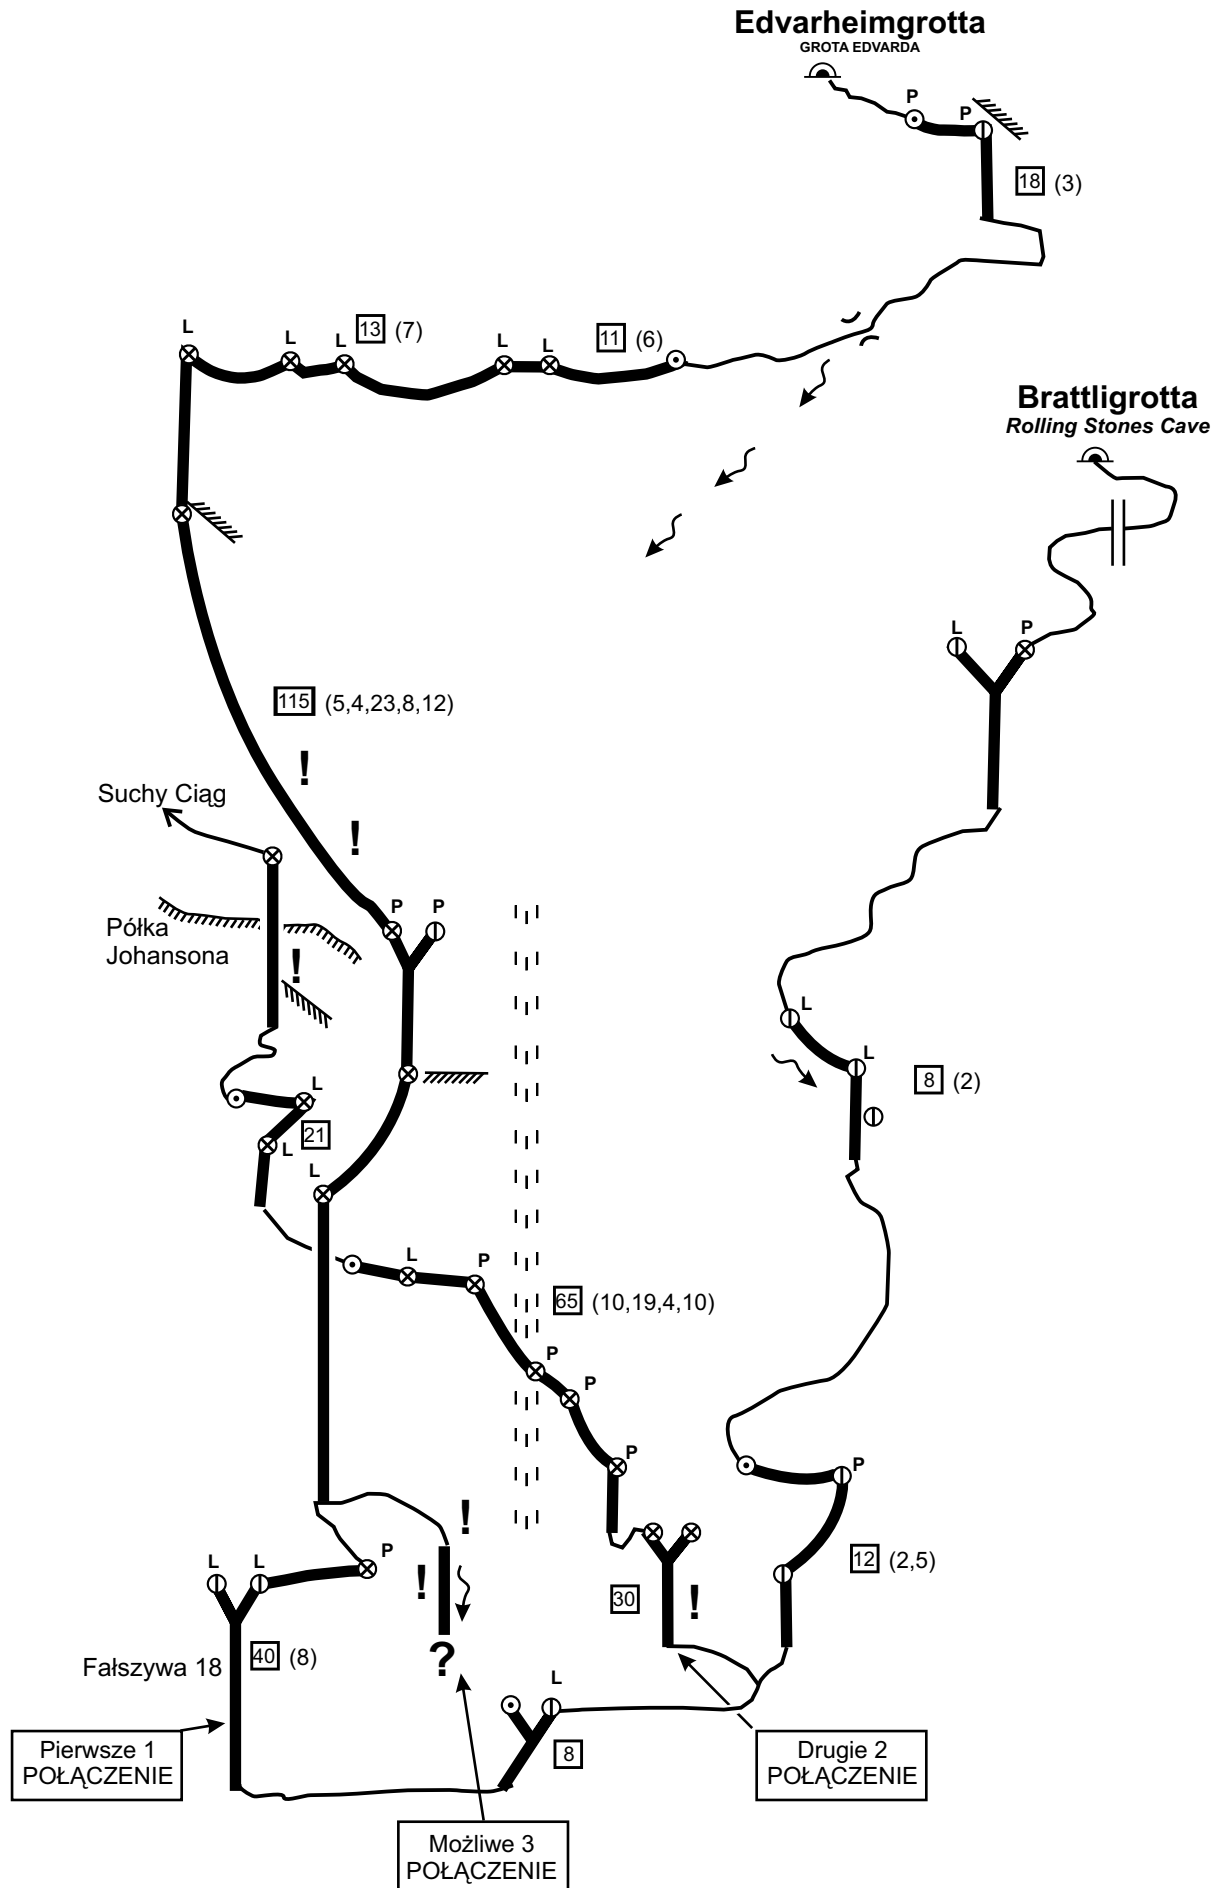 Edvarheimgrotta
GROTA EDVARDA
P
P
18 (3)
L
L
L
13 (7)
L
L
11 (6)
Brattligrotta
Rolling Stones Cave
L
P
115 (5,4,23,8,12)
!
Suchy Ciąg
!
P
P
Półka
Johansona
!
L
L
8 (2)
L
21
L
L
L
P
65 (10,19,4,10)
P
P
P
P
!
L
L
P
!
12 (2,5)
30
!
?
40 (8)
Fałszywa 18
L
8
Pierwsze 1
POŁĄCZENIE
Drugie 2
POŁĄCZENIE
Możliwe 3
POŁĄCZENIE